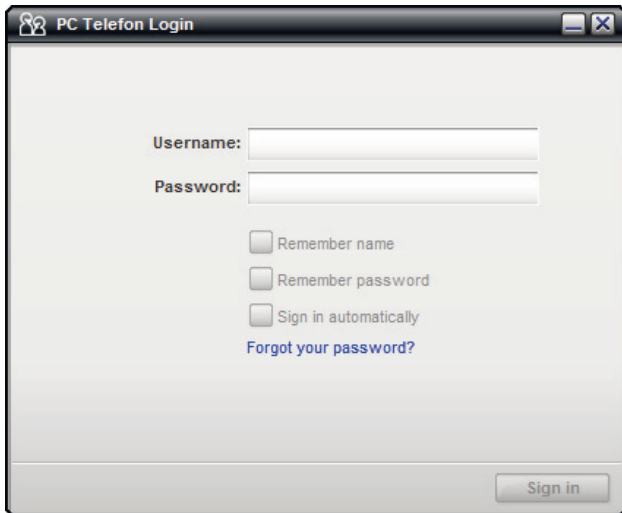 PC Telefon Login
Username:
Password:
Remember name
Remember password
Sign in automatically
Forgot your password?
Sign in